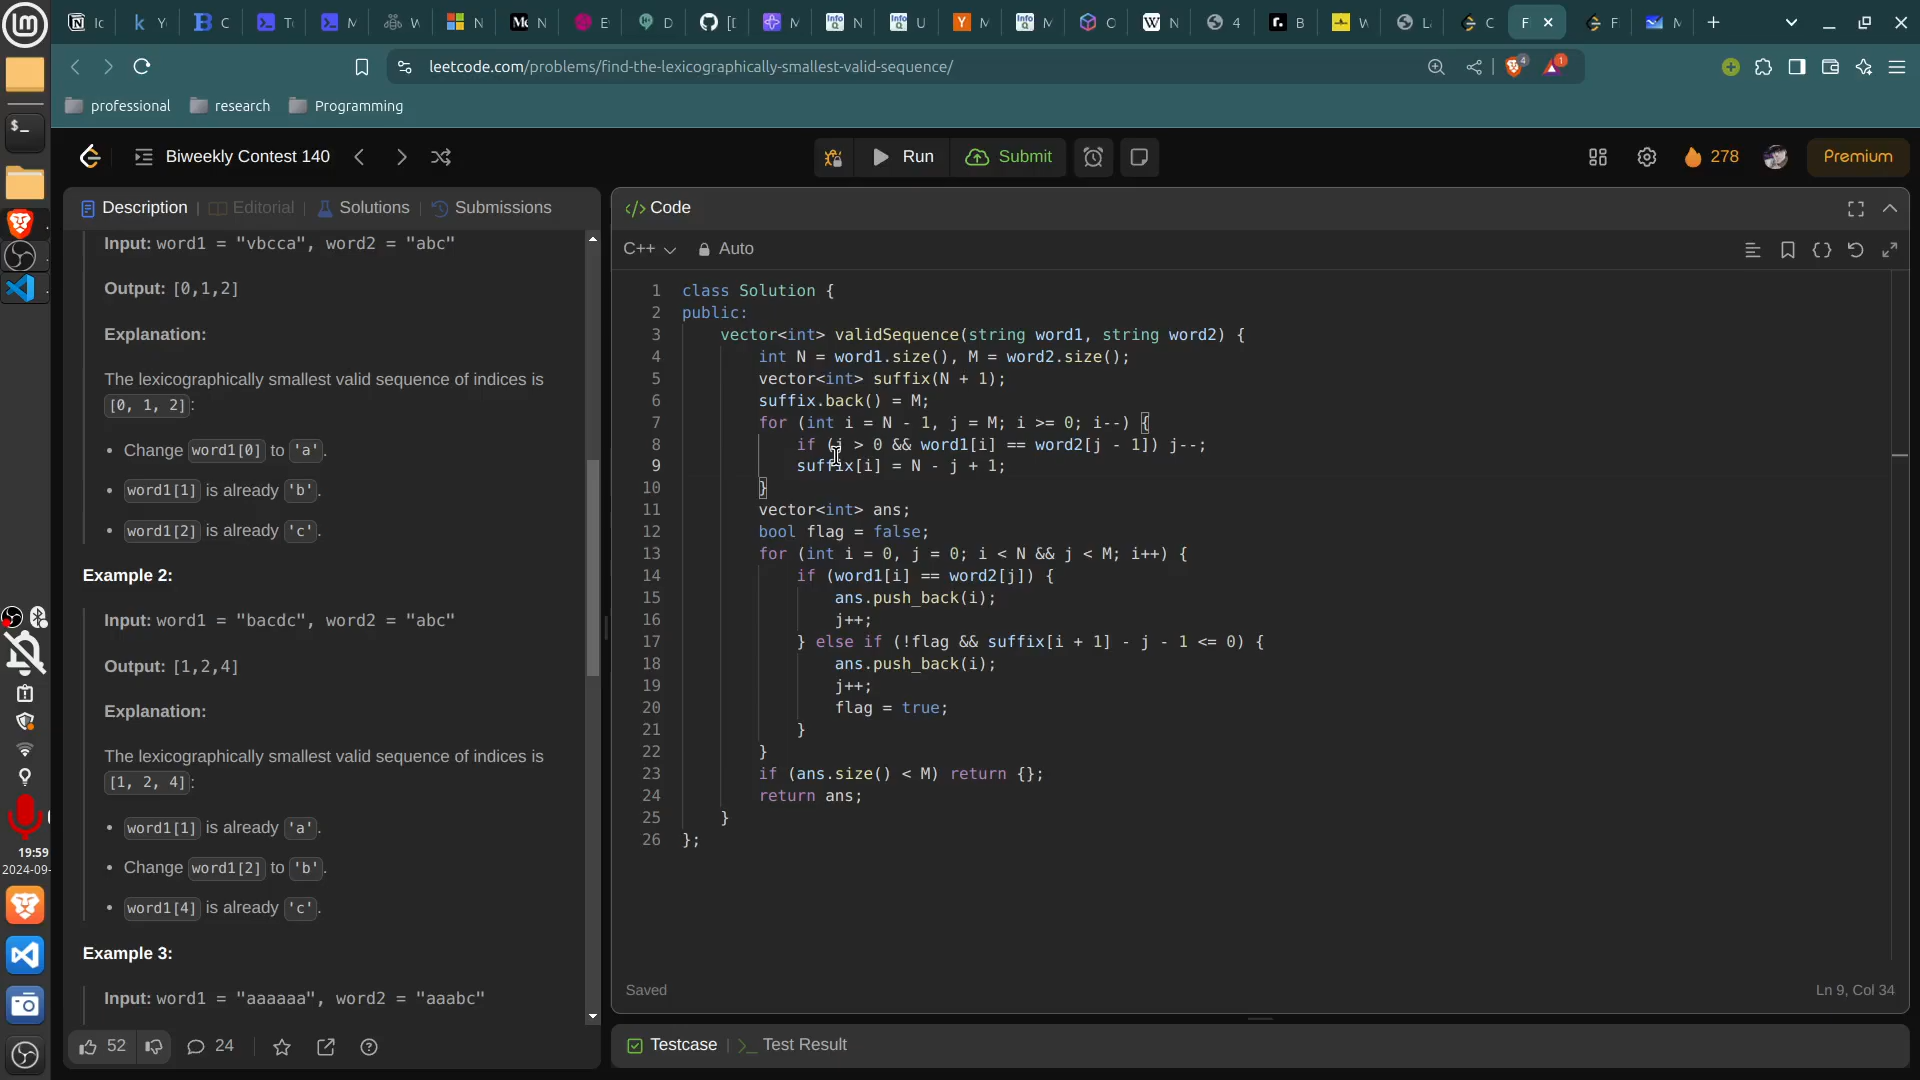 Ic
Y
C
N
N
E
D
[
M
N
U
M
M
C
N
4
B
W
L
C
F
F
M
leetcode.com/problems/find-the-lexicographically-smallest-valid-sequence/
4
1
professional
research
Programming
Biweekly Contest 140
Run
Submit
278
Premium
Description
Editorial
Solutions
Submissions
Input: word1 = "vbcca", word2 = "abc"
Output: [0,1,2]
Explanation:
The lexicographically smallest valid sequence of indices is
[0, 1, 2]:
• Change word1[0] to 'a'.
• word1[1] is already 'b'.
• word1[2] is already 'c'.
Example 2:
Input: word1 = "bacdc", word2 = "abc"
Output: [1,2,4]
Explanation:
The lexicographically smallest valid sequence of indices is
[1, 2, 4]:
• word1[1] is already 'a'.
• Change word1[2] to 'b'.
• word1[4] is already 'c'.
Example 3:
Input: word1 = "aaaaaa", word2 = "aaabc"
52
24
</> Code
C++
Auto
1 class Solution {
2 public:
3 vector<int> validSequence(string word1, string word2) {
4 int N = word1.size(), M = word2.size();
5 vector<int> suffix(N + 1);
6 suffix.back() = M;
7 for (int i = N - 1, j = M; i >= 0; i--) {
8 if (j > 0 && word1[i] == word2[j - 1]) j--;
9 suffix[i] = N - j + 1;
10 }
11 vector<int> ans;
12 bool flag = false;
13 for (int i = 0, j = 0; i < N && j < M; i++) {
14 if (word1[i] == word2[j]) {
15 ans.push_back(i);
16 j++;
17 } else if (!flag && suffix[i + 1] - j - 1 <= 0) {
18 ans.push_back(i);
19 j++;
20 flag = true;
21 }
22 }
23 if (ans.size() < M) return {};
24 return ans;
25 }
26 };
Saved
Ln 9, Col 34
Testcase
Test Result
19:59
2024-09-